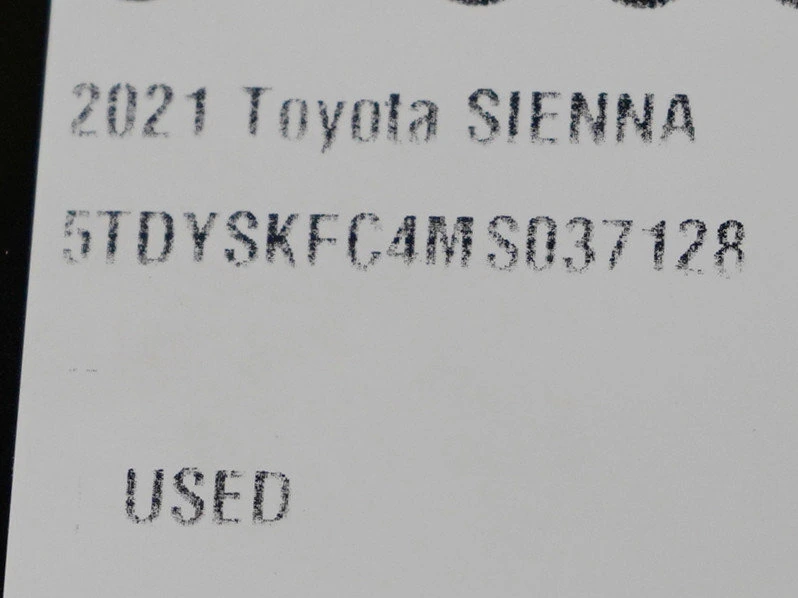 2021 Toyota SIENNA
5TDYSKFC4MS037128
USED